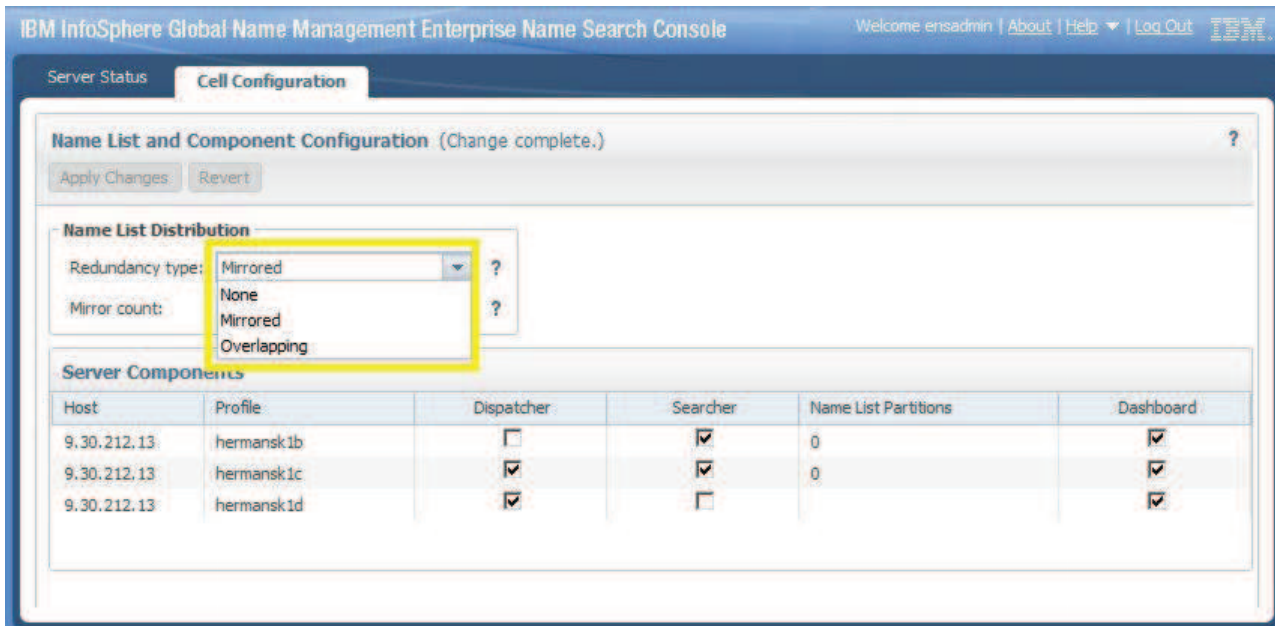 IBM InfoSphere Global Name Management Enterprise Name Search Console
Welcome ensadmin | About | Help | Log Out
IBM.
Server Status
Cell Configuration
Name List and Component Configuration (Change complete.)
?
Apply Changes
Revert
Name List Distribution
Redundancy type: Mirrored ?
None
Mirror count: ?
Mirrored
Overlapping
Server Components
Host Profile Dispatcher Searcher Name List Partitions Dashboard
9.30.212.13 hermansk1b 0
9.30.212.13 hermansk1c 0
9.30.212.13 hermansk1d